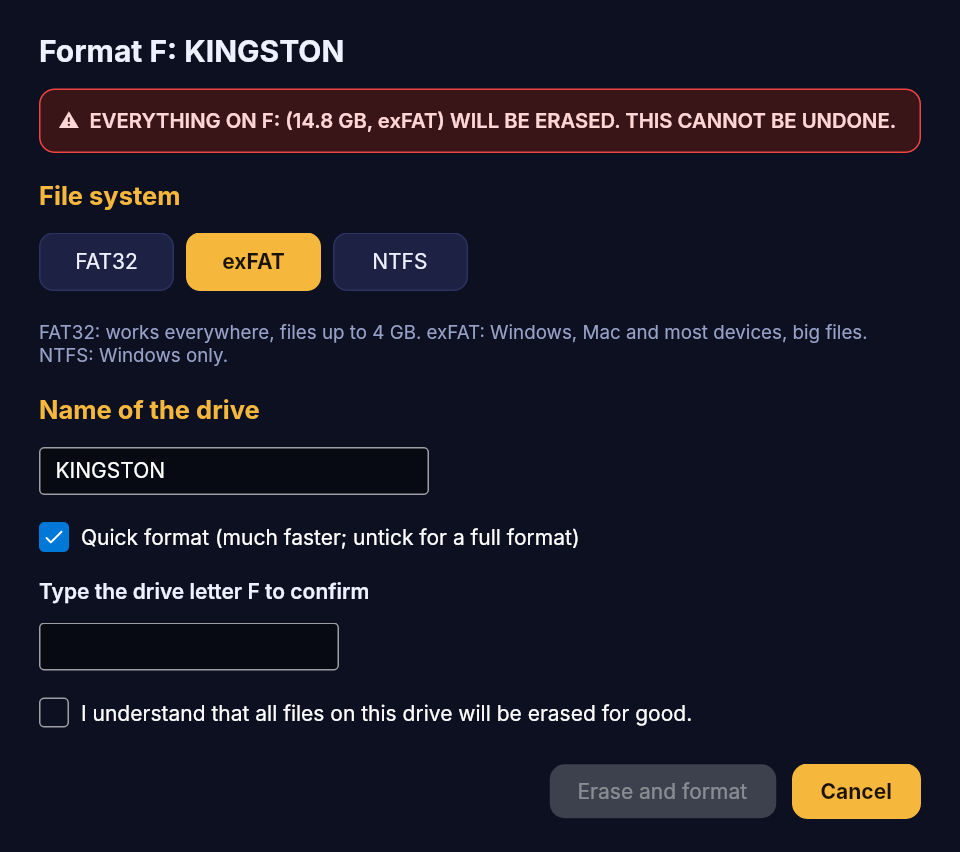 Format F: KINGSTON
⚠ EVERYTHING ON F: (14.8 GB, exFAT) WILL BE ERASED. THIS CANNOT BE UNDONE.
File system
FAT32 exFAT NTFS
FAT32: works everywhere, files up to 4 GB. exFAT: Windows, Mac and most devices, big files.
NTFS: Windows only.
Name of the drive
KINGSTON
Quick format (much faster; untick for a full format)
Type the drive letter F to confirm
I understand that all files on this drive will be erased for good.
Erase and format Cancel